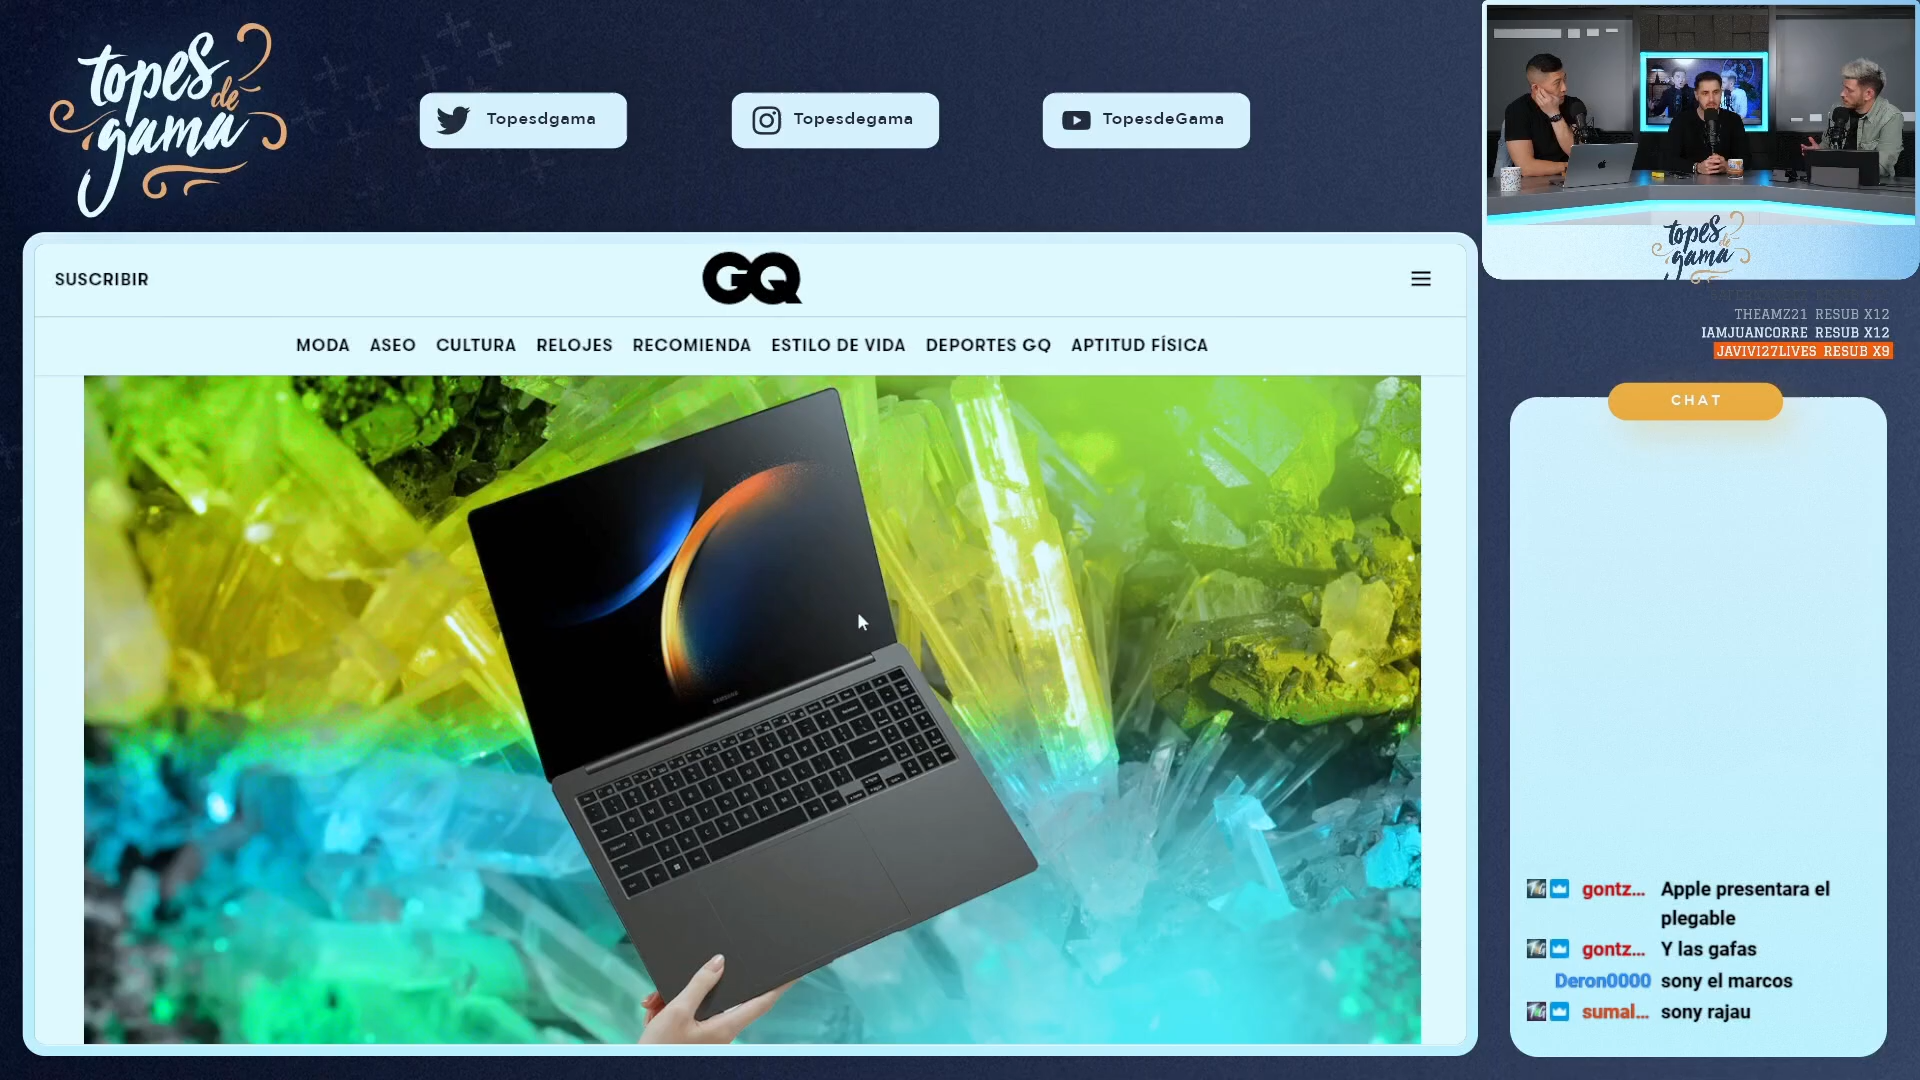 topes
de
gama
Topesdgama
Topesdegama
TopesdeGama
topes
de
gama
SUSCRIBIR
GQ
MODA ASEO CULTURA RELOJES RECOMIENDA ESTILO DE VIDA DEPORTES GQ APTITUD FÍSICA
SAMSUNG
THEAMZ21 RESUB X12
IAMJUANCORRE RESUB X12
JAVIVI27LIVES RESUB X9
CHAT
gontz... Apple presentara el
plegable
gontz... Y las gafas
Deron0000 sony el marcos
sumal... sony rajau